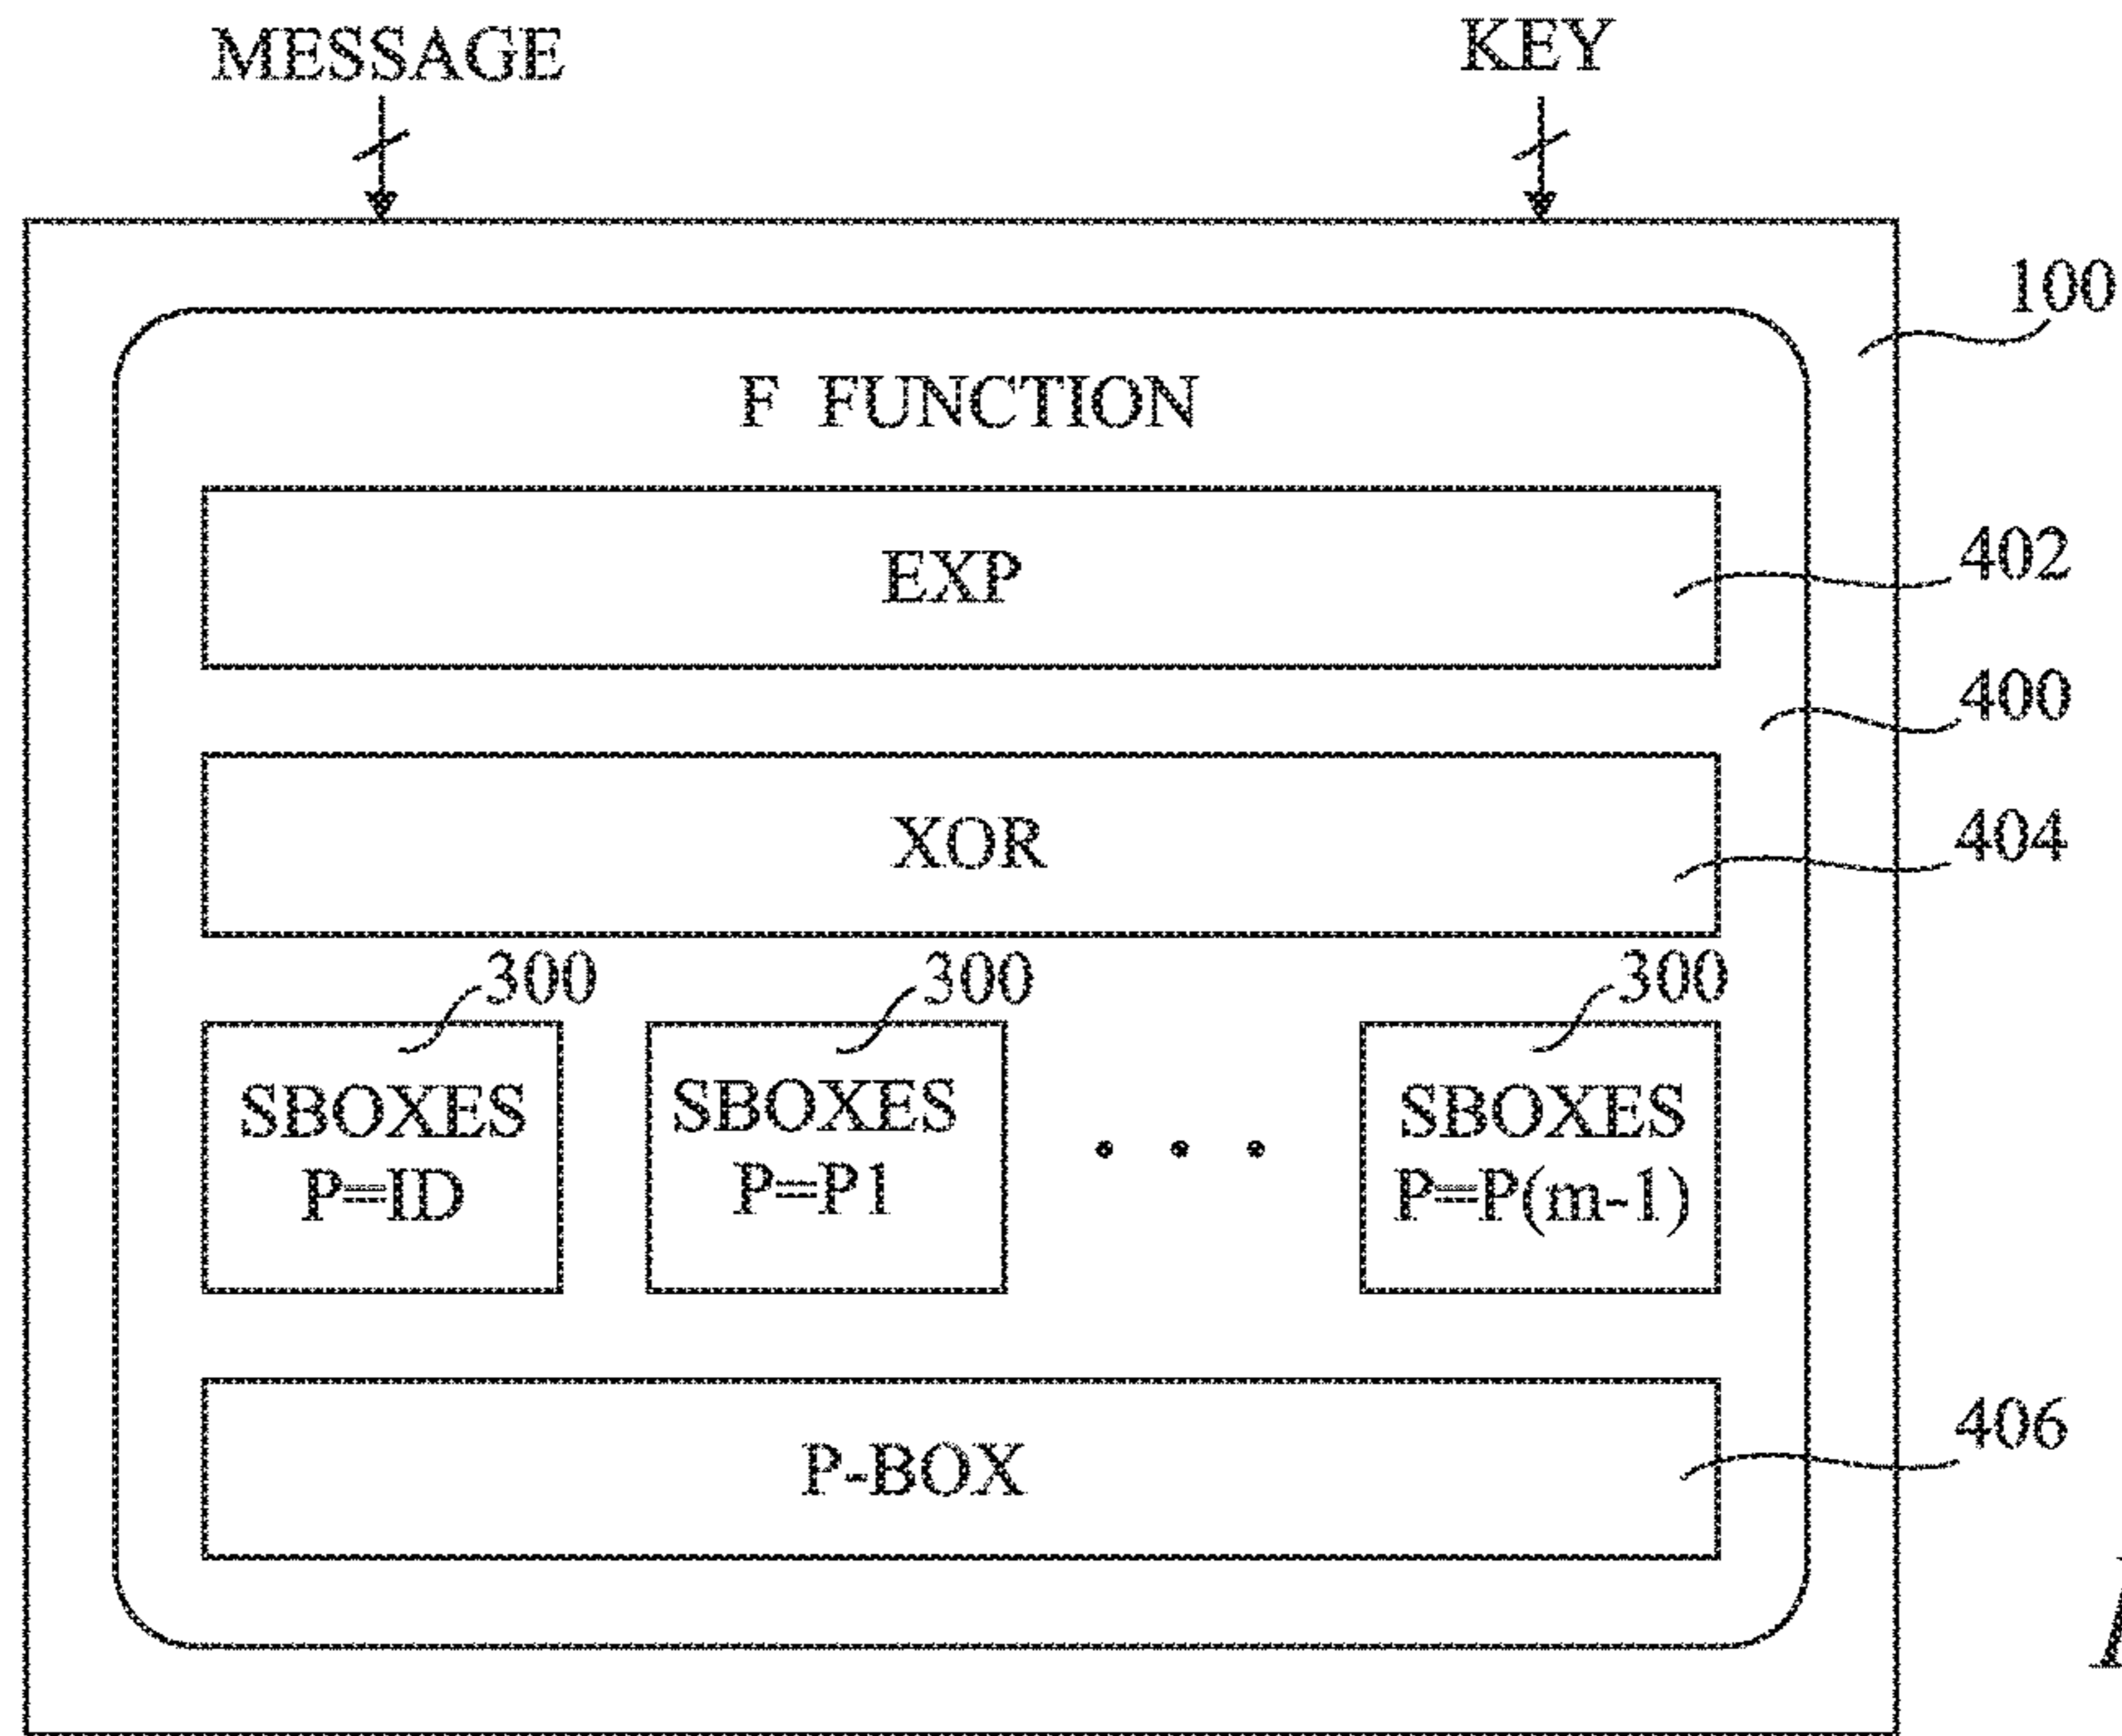 MESSAGE KEY
100
F FUNCTION
EXP
402
400
XOR
404
300 300 300
SBOXES SBOXES SBOXES
P=ID P=P1 • • • P=P(m-1)
P-BOX
406